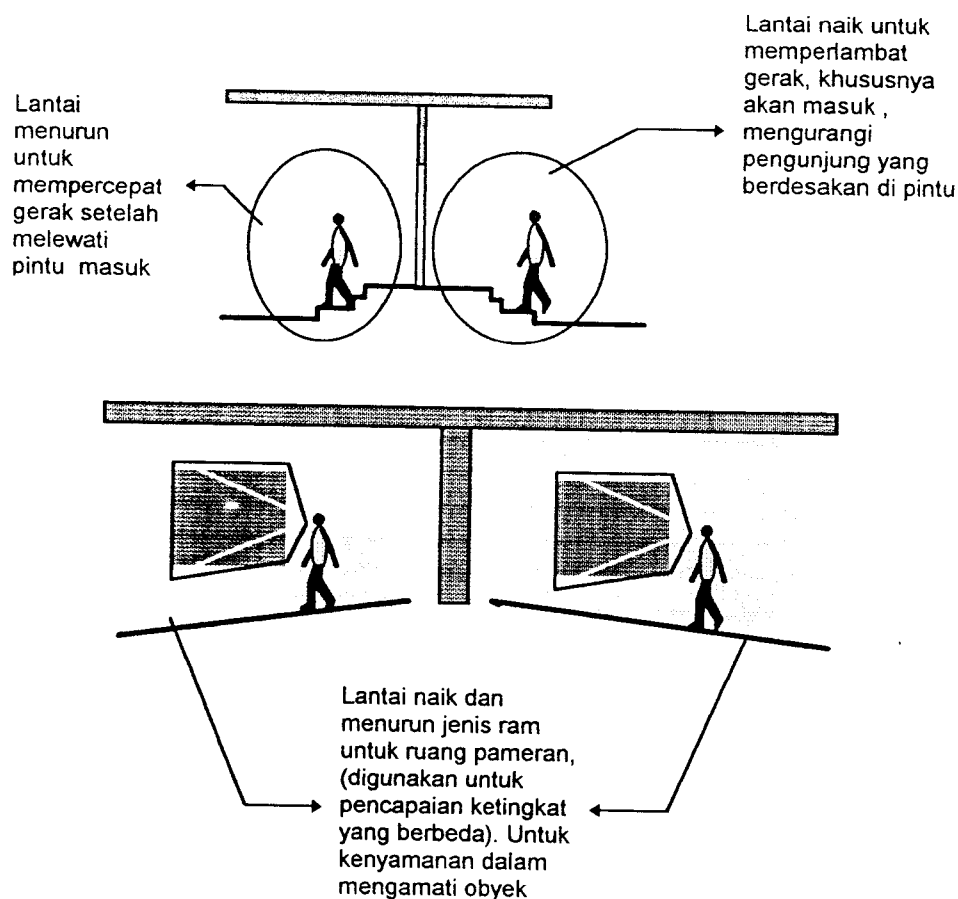 Lantai
menurun
untuk
mempercepat
gerak setelah
melewati
pintu masuk
Lantai naik untuk
memperlambat
gerak, khususnya
akan masuk ,
mengurangi
pengunjung yang
berdesakan di pintu
Lantai naik dan
menurun jenis ram
untuk ruang pameran,
(digunakan untuk
pencapaian ketingkat
yang berbeda). Untuk
kenyamanan dalam
mengamati obyek